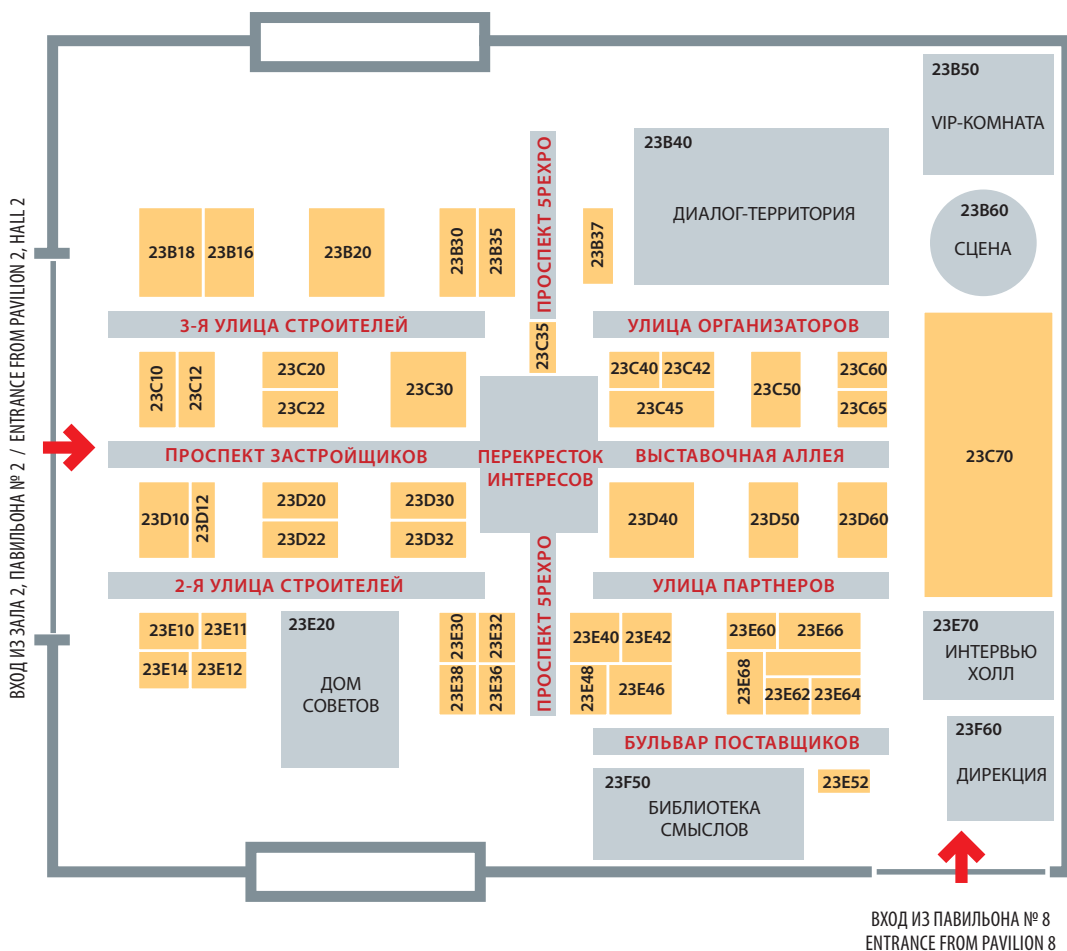 23B50
VIP-КОМНАТА
23B40
ДИАЛОГ-ТЕРРИТОРИЯ
23B60
СЦЕНА
ПРОСПЕКТ 5PEXPO
23B18
23B16
23B20
23B30
23B35
23B37
3-Я УЛИЦА СТРОИТЕЛЕЙ
УЛИЦА ОРГАНИЗАТОРОВ
23C35
23C10
23C12
23C20
23C22
23C30
23C40
23C42
23C45
23C50
23C60
23C65
23C70
ПРОСПЕКТ ЗАСТРОЙЩИКОВ
ПЕРЕКРЕСТОК
ИНТЕРЕСОВ
ВЫСТАВОЧНАЯ АЛЛЕЯ
23D10
23D12
23D20
23D22
23D30
23D32
23D40
23D50
23D60
2-Я УЛИЦА СТРОИТЕЛЕЙ
ПРОСПЕКТ 5PEXPO
УЛИЦА ПАРТНЕРОВ
23E10
23E11
23E14
23E12
23E20
ДОМ
СОВЕТОВ
23E30
23E32
23E38
23E36
23E40
23E42
23E48
23E46
23E60
23E66
23E68
23E62
23E64
23E70
ИНТЕРВЬЮ
ХОЛЛ
БУЛЬВАР ПОСТАВЩИКОВ
23F50
БИБЛИОТЕКА
СМЫСЛОВ
23E52
23F60
ДИРЕКЦИЯ
ВХОД ИЗ ЗАЛА 2, ПАВИЛЬОНА № 2 / ENTRANCE FROM PAVILION 2, HALL 2
ВХОД ИЗ ПАВИЛЬОНА № 8
ENTRANCE FROM PAVILION 8